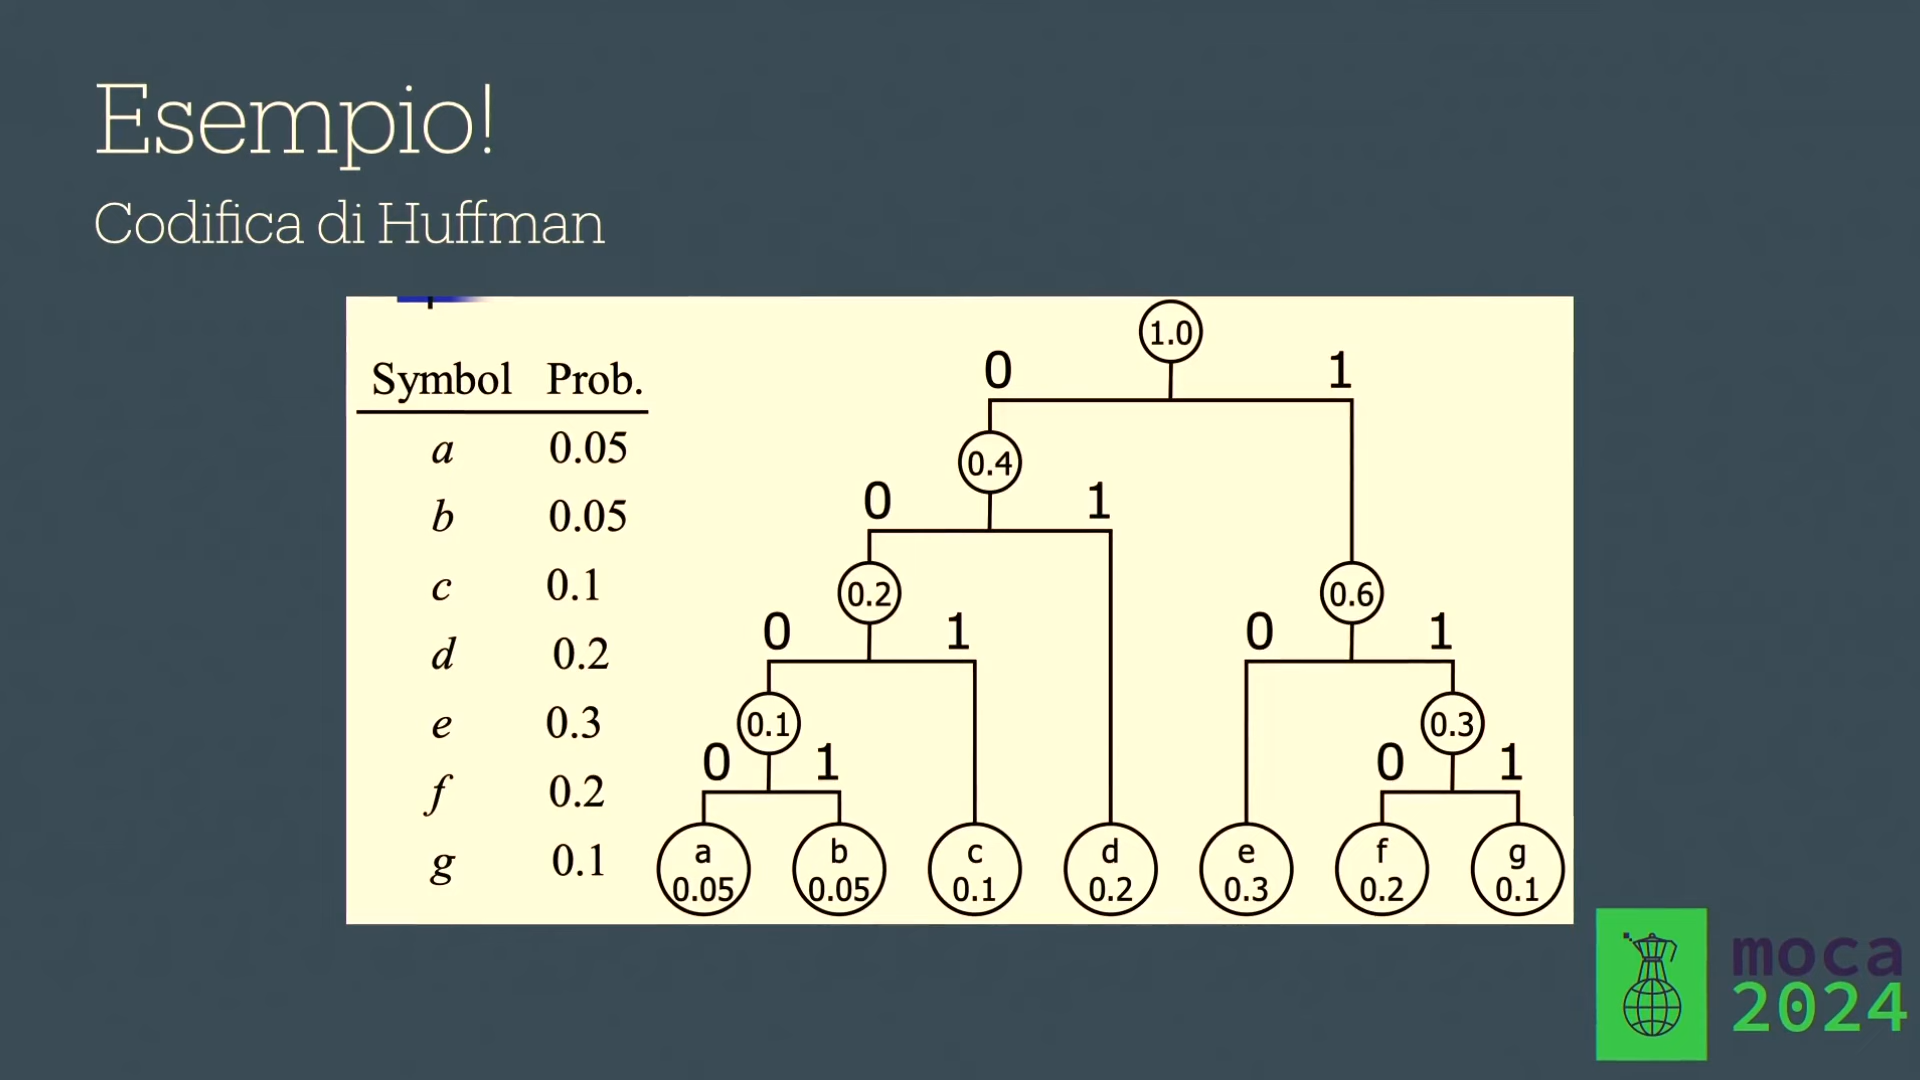 Esempio!
Codifica di Huffman
Symbol Prob.
a 0.05
b 0.05
c 0.1
d 0.2
e 0.3
f 0.2
g 0.1
1.0
0 1
0.4
0 1
0.2 0.6
0 1 0 1
0.1 0.3
0 1 0 1
a b c d e f g
0.05 0.05 0.1 0.2 0.3 0.2 0.1
moca
2024